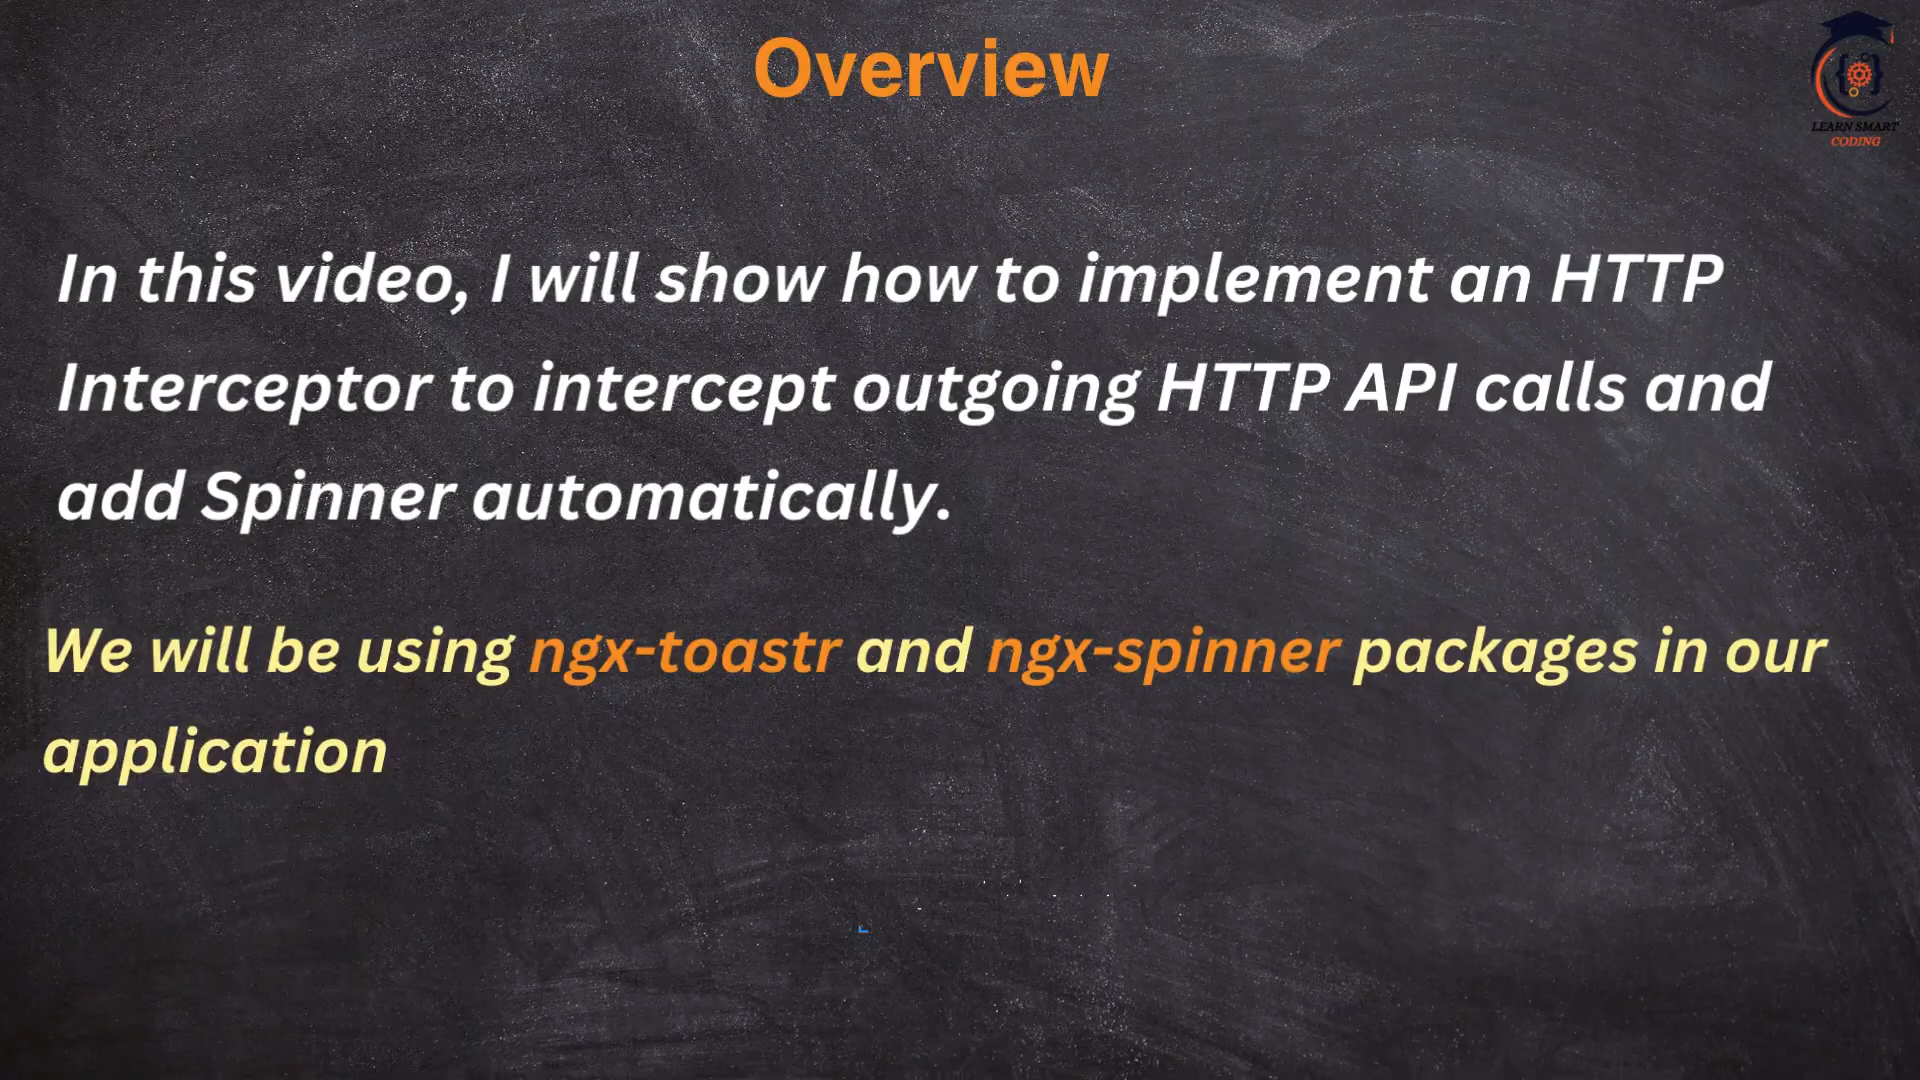 Overview
LEARN SMART
CODING
In this video, I will show how to implement an HTTP
Interceptor to intercept outgoing HTTP API calls and
add Spinner automatically.
We will be using ngx-toastr and ngx-spinner packages in our
application